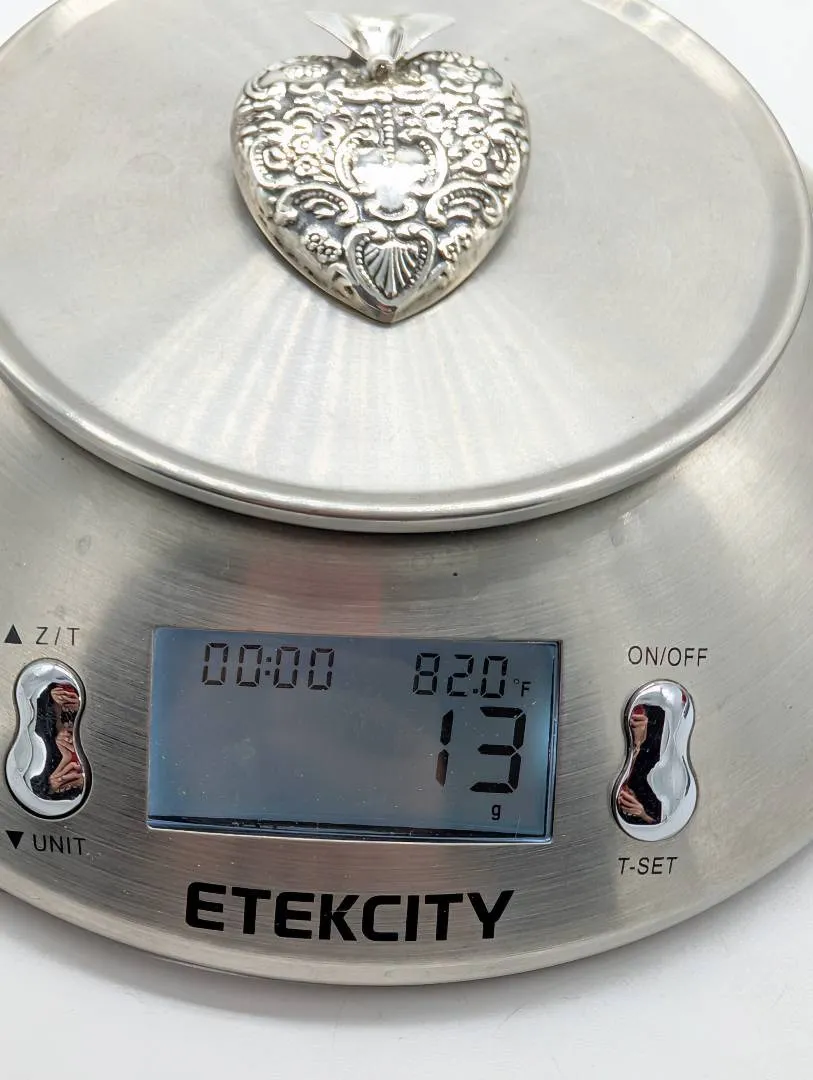 ▲ Z/T
ON/OFF
00:00 82.0°F
13
g
▼ UNIT
T-SET
ETEKCITY